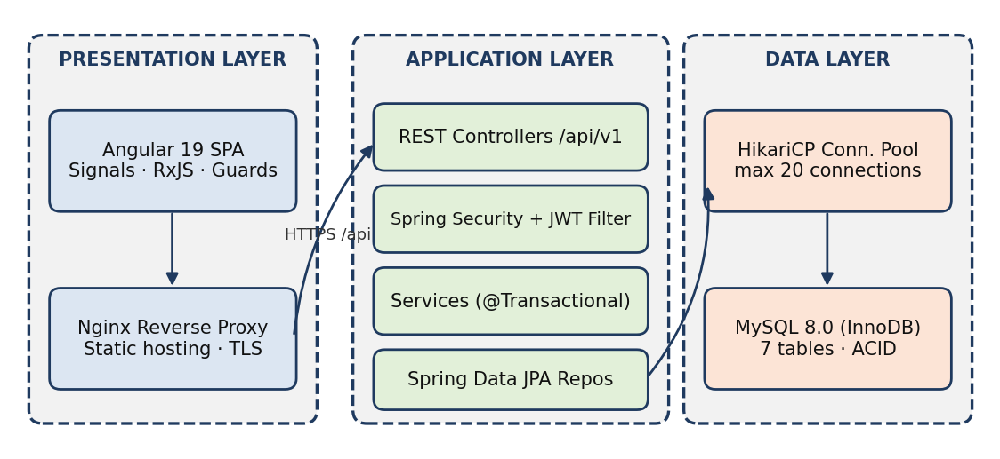 PRESENTATION LAYER
Angular 19 SPA
Signals · RxJS · Guards
Nginx Reverse Proxy
Static hosting · TLS
HTTPS /api
APPLICATION LAYER
REST Controllers /api/v1
Spring Security + JWT Filter
Services (@Transactional)
Spring Data JPA Repos
DATA LAYER
HikariCP Conn. Pool
max 20 connections
MySQL 8.0 (InnoDB)
7 tables · ACID